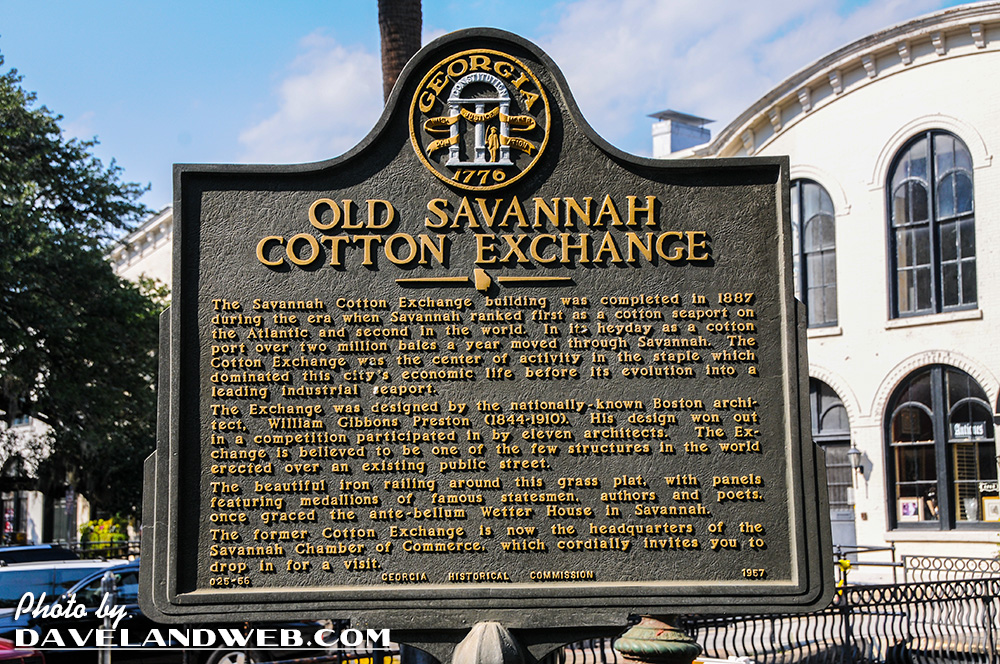 GEORGIA
CONSTITUTION
JUSTICE
1776
OLD SAVANNAH
COTTON EXCHANGE
The Savannah Cotton Exchange building was completed in 1887
during the era when Savannah ranked first as a cotton seaport on
the Atlantic and second in the world. In its heyday as a cotton
port over two million bales a year moved through Savannah. The
Cotton Exchange was the center of activity in the staple which
dominated this city's economic life before its evolution into a
leading industrial seaport.
The Exchange was designed by the nationally-known Boston archi-
tect, William Gibbons Preston (1844-1910). His design won out
in a competition participated in by eleven architects. The Ex-
change is believed to be one of the few structures in the world
erected over an existing public street.
The beautiful iron railing around this grass plat, with panels
featuring medallions of famous statesmen, authors and poets,
once graced the ante-bellum Wetter House in Savannah.
The former Cotton Exchange is now the headquarters of the
Savannah Chamber of Commerce, which cordially invites you to
drop in for a visit.
025-56 GEORGIA HISTORICAL COMMISSION 1957
Antiques
Photo by:
DAVELANDWEB.COM